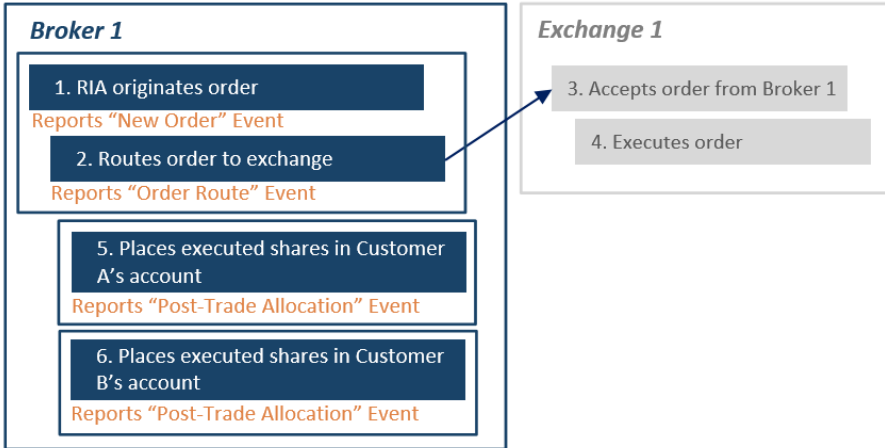 Broker 1
1. RIA originates order
Reports “New Order” Event
2. Routes order to exchange
Reports “Order Route” Event
5. Places executed shares in Customer
A’s account
Reports “Post-Trade Allocation” Event
6. Places executed shares in Customer
B’s account
Reports “Post-Trade Allocation” Event
Exchange 1
3. Accepts order from Broker 1
4. Executes order